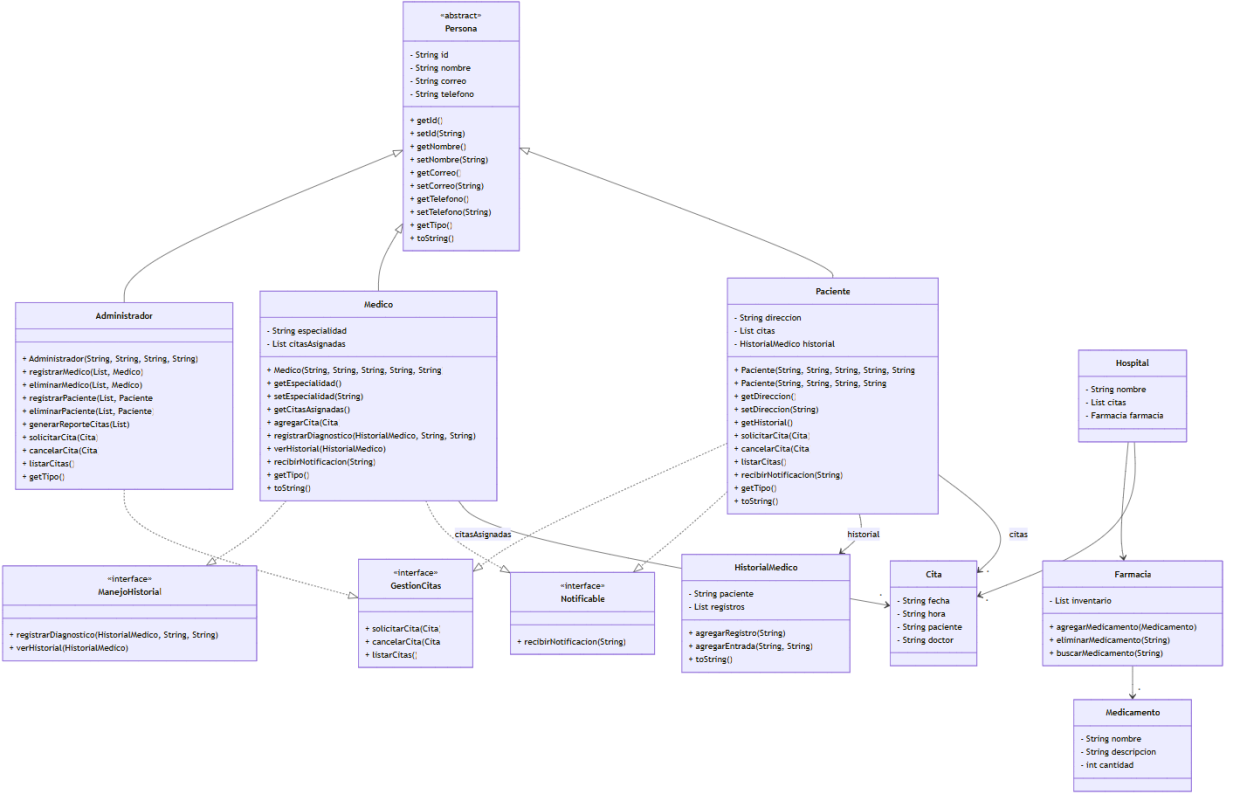 «abstract»
Persona
- String id
- String nombre
- String correo
- String telefono
+ getId()
+ setId(String)
+ getNombre()
+ setNombre(String)
+ getCorreo()
+ setCorreo(String)
+ getTelefono()
+ setTelefono(String)
+ getTipo()
+ toString()
Administrador
+ Administrador(String, String, String, String)
+ registrarMedico(List, Medico)
+ eliminarMedico(List, Medico)
+ registrarPaciente(List, Paciente
+ eliminarPaciente(List, Paciente)
+ generarReporteCitas(List)
+ solicitarCita(Cita)
+ cancelarCita(Cita
+ listarCitas()
+ getTipo()
Medico
- String especialidad
- List citasAsignadas
+ Medico(String, String, String, String, String
+ getEspecialidad()
+ setEspecialidad(String)
+ getCitasAsignadas()
+ agregarCita(Cita
+ registrarDiagnostico(HistorialMedico, String, String)
+ verHistorial(HistorialMedico)
+ recibirNotificacion(String)
+ getTipo()
+ toString()
Paciente
- String direccion
- List citas
- HistorialMedico historial
+ Paciente(String, String, String, String, String
+ Paciente(String, String, String, String
+ getDireccion()
+ setDireccion(String)
+ getHistorial()
+ solicitarCita(Cita)
+ cancelarCita(Cita
+ listarCitas()
+ recibirNotificacion(String)
+ getTipo()
+ toString()
Hospital
- String nombre
- List citas
- Farmacia farmacia
citasAsignadas
historial
citas
«interface»
ManejoHistorial
+ registrarDiagnostico(HistorialMedico, String, String)
+ verHistorial(HistorialMedico)
«interface»
GestionCitas
+ solicitarCita(Cita)
+ cancelarCita(Cita
+ listarCitas()
«interface»
Notificable
+ recibirNotificacion(String)
HistorialMedico
- String paciente
- List registros
+ agregarRegistro(String)
+ agregarEntrada(String, String)
+ toString()
Cita
- String fecha
- String hora
- String paciente
- String doctor
Farmacia
- List inventario
+ agregarMedicamento(Medicamento)
+ eliminarMedicamento(String)
+ buscarMedicamento(String)
Medicamento
- String nombre
- String descripcion
- int cantidad